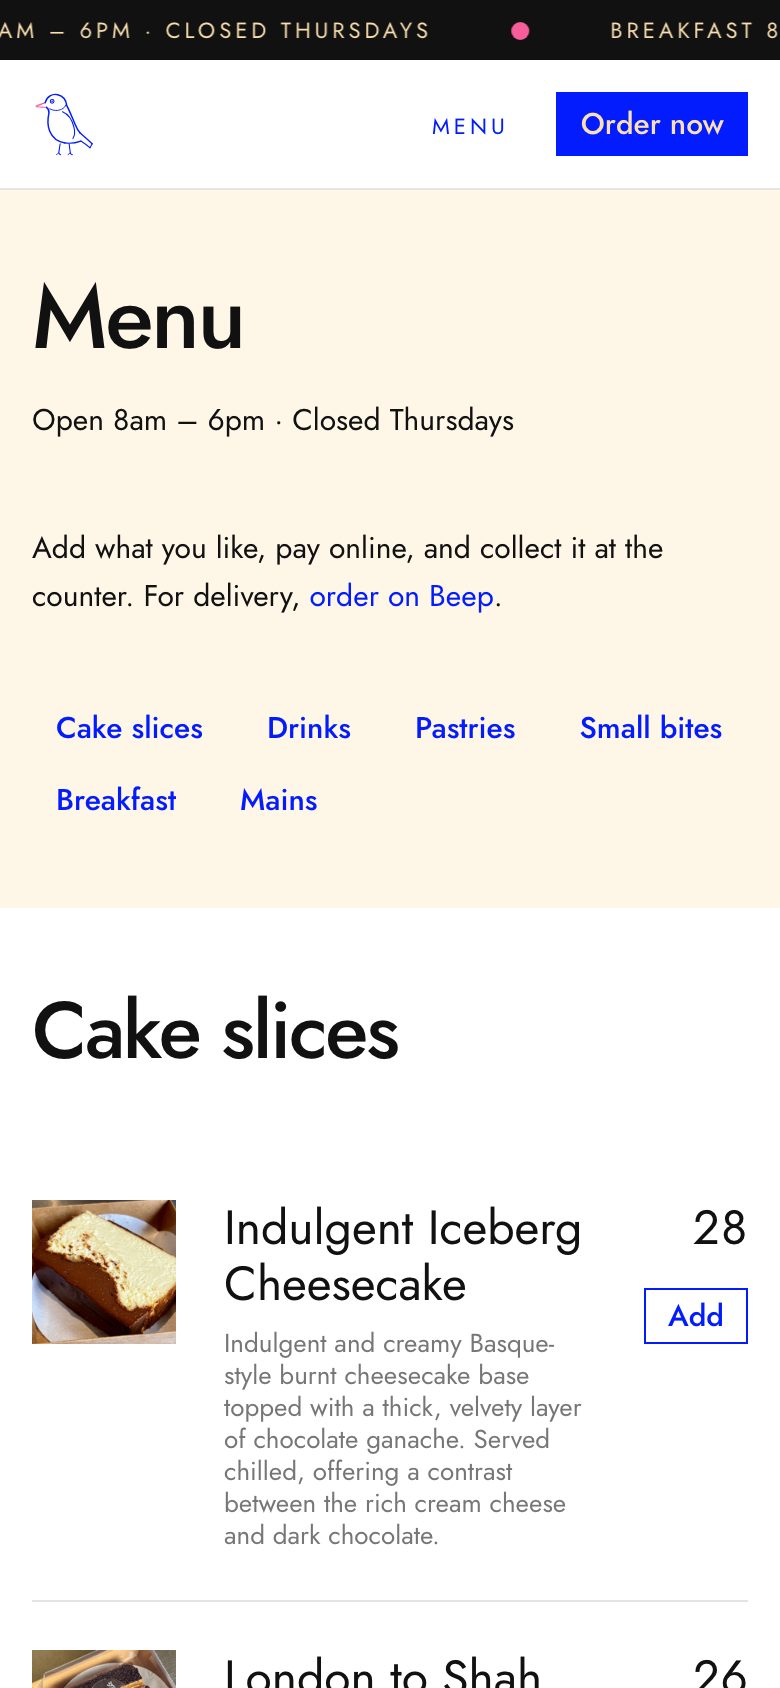 AM – 6PM · CLOSED THURSDAYS BREAKFAST 8
MENU
Order now
Menu
Open 8am – 6pm · Closed Thursdays
Add what you like, pay online, and collect it at the
counter. For delivery, order on Beep.
Cake slices Drinks Pastries Small bites
Breakfast Mains
Cake slices
Indulgent Iceberg
Cheesecake
28
Add
Indulgent and creamy Basque-
style burnt cheesecake base
topped with a thick, velvety layer
of chocolate ganache. Served
chilled, offering a contrast
between the rich cream cheese
and dark chocolate.
London to Shah
26